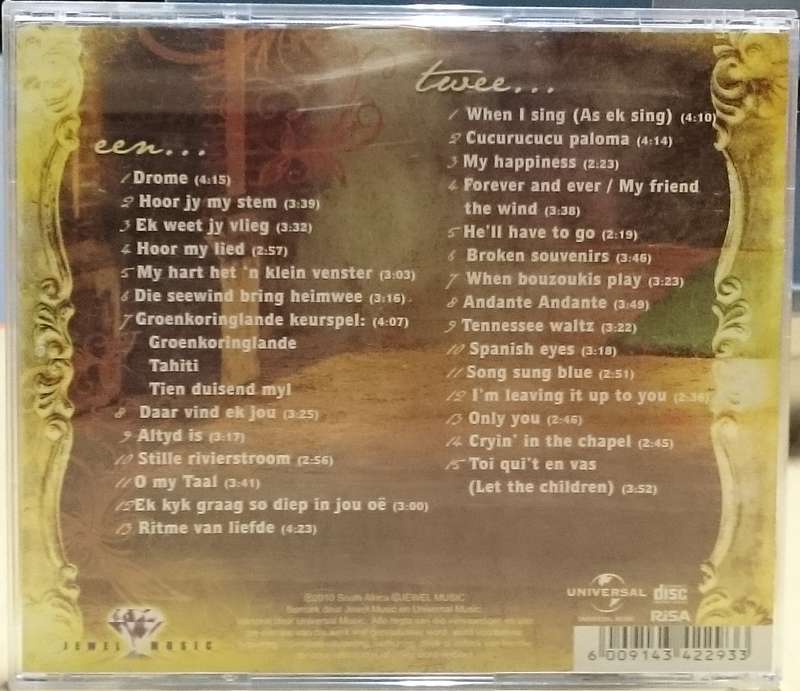 een...
1 Drome (4:15)
2 Hoor jy my stem (3:39)
3 Ek weet jy vlieg (3:32)
4 Hoor my lied (2:57)
5 My hart het 'n klein venster (3:03)
6 Die seewind bring heimwee (3:16)
7 Groenkoringlande keurspel: (4:07)
Groenkoringlande
Tahiti
Tien duisend myl
8 Daar vind ek jou (3:25)
9 Altyd is (3:17)
10 Stille rivierstroom (2:56)
11 O my Taal (3:41)
12 Ek kyk graag so diep in jou oë (3:00)
13 Ritme van liefde (4:23)
twee...
1 When I sing (As ek sing) (4:10)
2 Cucurucucu paloma (4:14)
3 My happiness (2:23)
4 Forever and ever / My friend
the wind (3:38)
5 He'll have to go (2:19)
6 Broken souvenirs (3:46)
7 When bouzoukis play (3:23)
8 Andante Andante (3:49)
9 Tennessee waltz (3:22)
10 Spanish eyes (3:18)
11 Song sung blue (2:51)
12 I'm leaving it up to you (2:36)
13 Only you (2:46)
14 Cryin' in the chapel (2:45)
15 Toi qui't en vas
(Let the children) (3:52)
JEWEL MUSIC
℗2010 South Africa ©JEWEL MUSIC
Bemark deur Jewel Music en Universal Music
UNIVERSAL
UNIVERSAL MUSIC
disc
RiSA
6 009143 422933